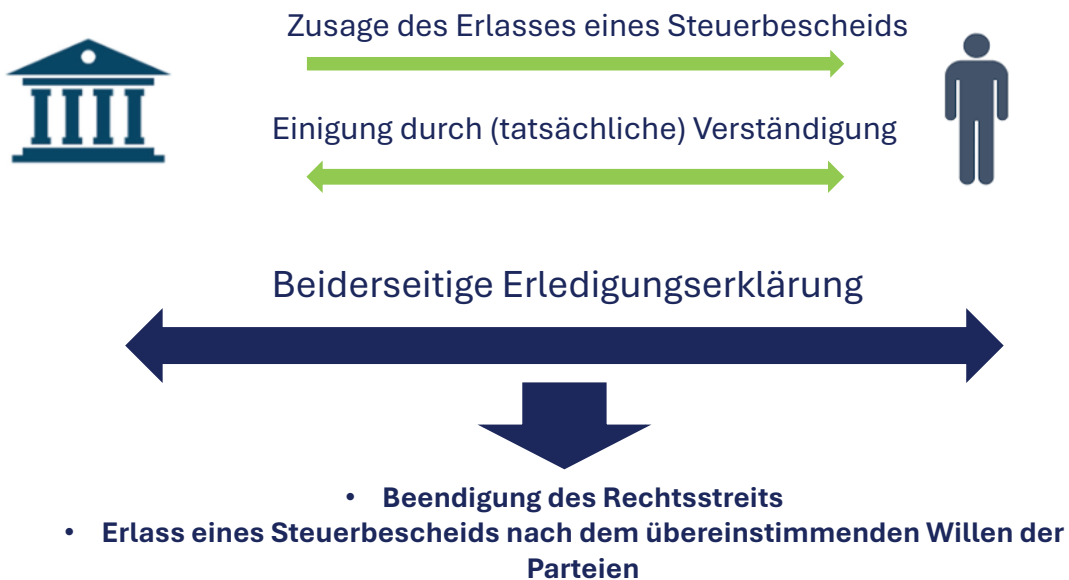 Zusage des Erlasses eines Steuerbescheids
Einigung durch (tatsächliche) Verständigung
Beiderseitige Erledigungserklärung
• Beendigung des Rechtsstreits
• Erlass eines Steuerbescheids nach dem übereinstimmenden Willen der
Parteien